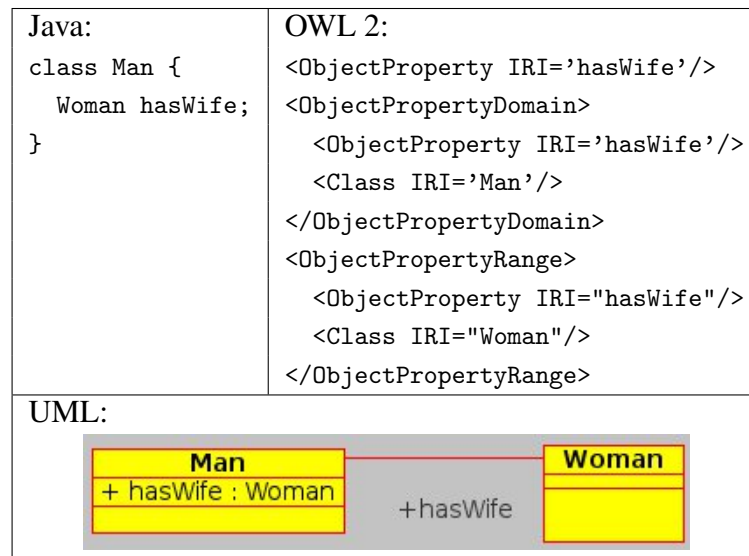 Java:
class Man {
  Woman hasWife;
}
OWL 2:
<ObjectProperty IRI=’hasWife’/>
<ObjectPropertyDomain>
  <ObjectProperty IRI=’hasWife’/>
  <Class IRI=’Man’/>
</ObjectPropertyDomain>
<ObjectPropertyRange>
  <ObjectProperty IRI="hasWife"/>
  <Class IRI="Woman"/>
</ObjectPropertyRange>
UML:
Man
+ hasWife : Woman
+hasWife
Woman